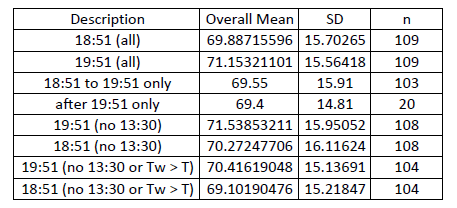 Description Overall Mean SD n
18:51 (all) 69.88715596 15.70265 109
19:51 (all) 71.15321101 15.56418 109
18:51 to 19:51 only 69.55 15.91 103
after 19:51 only 69.4 14.81 20
19:51 (no 13:30) 71.53853211 15.95052 108
18:51 (no 13:30) 70.27247706 16.11624 108
19:51 (no 13:30 or Tw > T) 70.41619048 15.13691 104
18:51 (no 13:30 or Tw > T) 69.10190476 15.21847 104